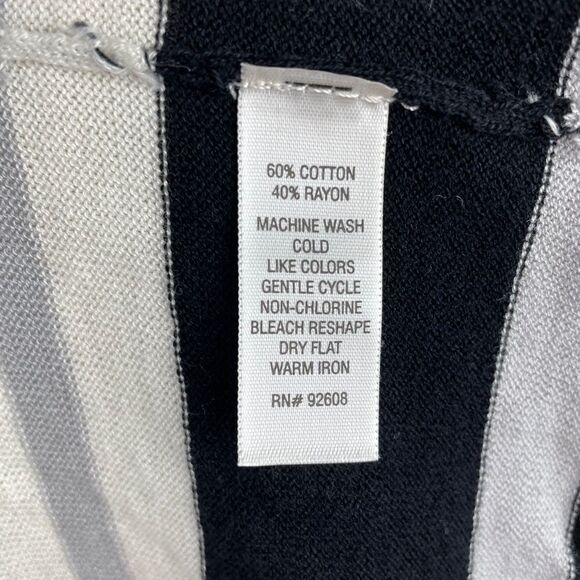 60% COTTON
40% RAYON
MACHINE WASH
COLD
LIKE COLORS
GENTLE CYCLE
NON-CHLORINE
BLEACH RESHAPE
DRY FLAT
WARM IRON
RN# 92608